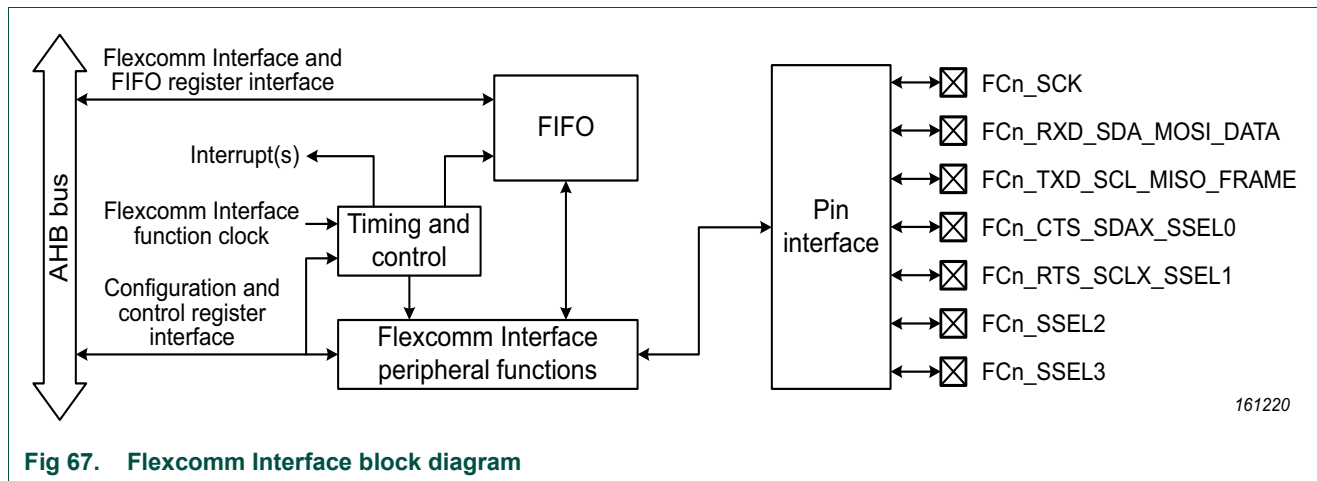 Flexcomm Interface and
FIFO register interface
FIFO
Interrupt(s)
Flexcomm Interface
function clock
Timing and
control
AHB bus
Configuration and
control register
interface
Flexcomm Interface
peripheral functions
Pin
interface
FCn_SCK
FCn_RXD_SDA_MOSI_DATA
FCn_TXD_SCL_MISO_FRAME
FCn_CTS_SDAX_SSEL0
FCn_RTS_SCLX_SSEL1
FCn_SSEL2
FCn_SSEL3
161220
Fig 67. Flexcomm Interface block diagram